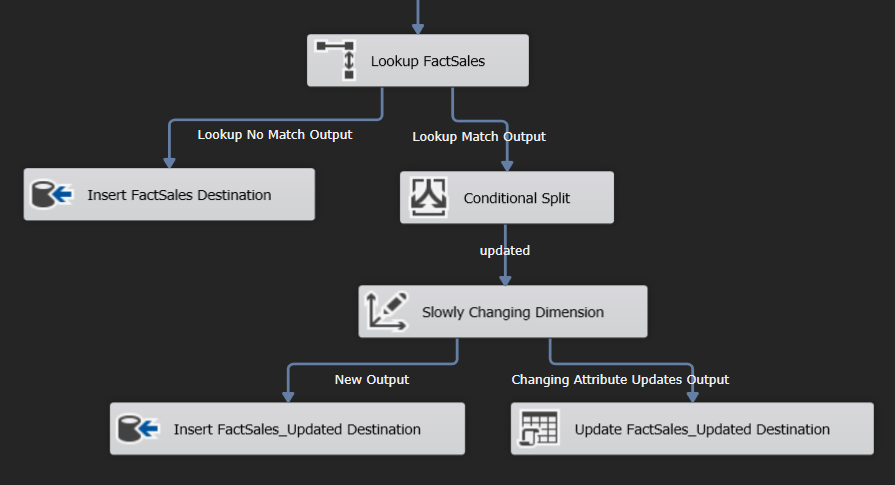 Lookup FactSales
Lookup No Match Output
Lookup Match Output
Insert FactSales Destination
Conditional Split
updated
Slowly Changing Dimension
New Output
Changing Attribute Updates Output
Insert FactSales_Updated Destination
Update FactSales_Updated Destination